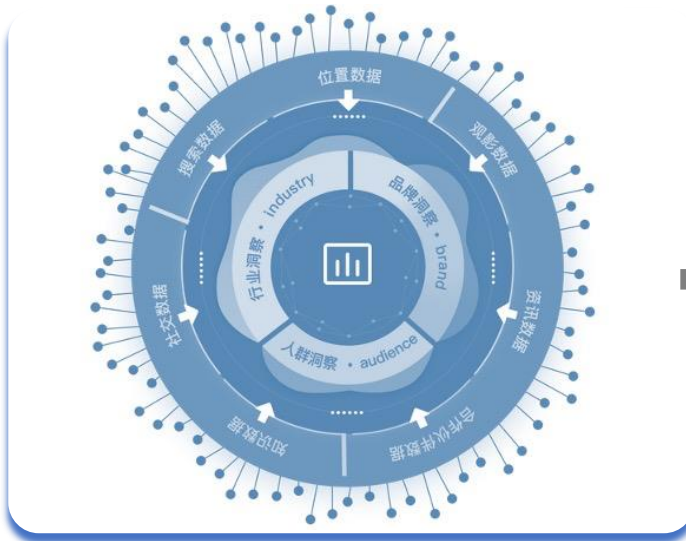 位置数据
观影数据
资讯数据
合作伙伴数据
知识数据
社交数据
搜索数据
品牌洞察 • brand
人群洞察 • audience
行业洞察 • industry